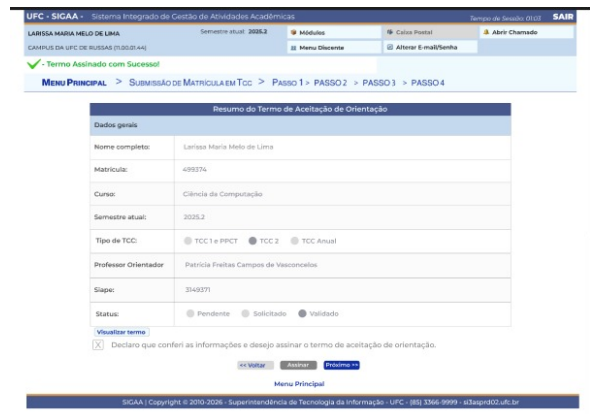 UFC - SIGAA - Sistema Integrado de Gestão de Atividades Acadêmicas
Tempo de Sessão: 01:03 SAIR
LARISSA MARIA MELO DE LIMA
Semestre atual: 2025.2
Módulos
Caixa Postal
Abrir Chamado
CAMPUS DA UFC DE RUSSAS (11.00.01.44)
Menu Discente
Alterar E-mail/Senha
- Termo Assinado com Sucesso!
MENU PRINCIPAL > SUBMISSÃO DE MATRÍCULA EM TCC > PASSO 1 > PASSO 2 > PASSO 3 > PASSO 4
Resumo do Termo de Aceitação de Orientação
Dados gerais
Nome completo: Larissa Maria Melo de Lima
Matrícula: 499374
Curso: Ciência da Computação
Semestre atual: 2025.2
Tipo de TCC: TCC 1 e PPCT TCC 2 TCC Anual
Professor Orientador Patrícia Freitas Campos de Vasconcelos
Siape: 3149371
Status: Pendente Solicitado Validado
Visualizar termo
X Declaro que conferi as informações e desejo assinar o termo de aceitação de orientação.
<< Voltar Assinar Próximo >>
Menu Principal
SIGAA | Copyright © 2010-2026 - Superintendência de Tecnologia da Informação - UFC - (85) 3366-9999 - si3asprd02.ufc.br